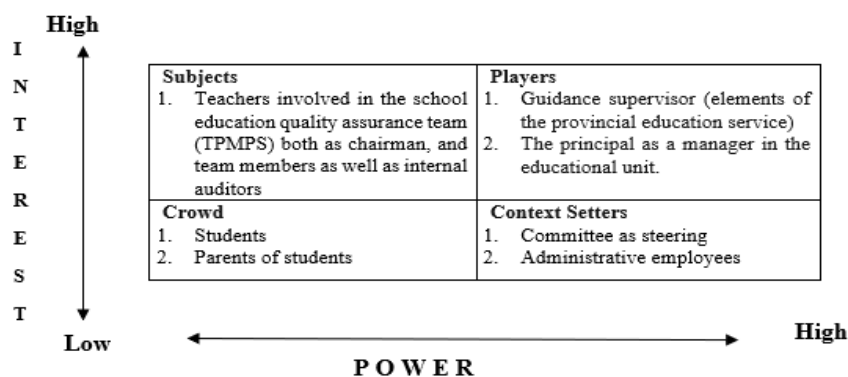 High
INTEREST
Subjects
1. Teachers involved in the school
education quality assurance team
(TPMPS) both as chairman, and
team members as well as internal
auditors
Players
1. Guidance supervisor (elements of
the provincial education service)
2. The principal as a manager in the
educational unit.
Crowd
1. Students
2. Parents of students
Context Setters
1. Committee as steering
2. Administrative employees
Low
High
POWER